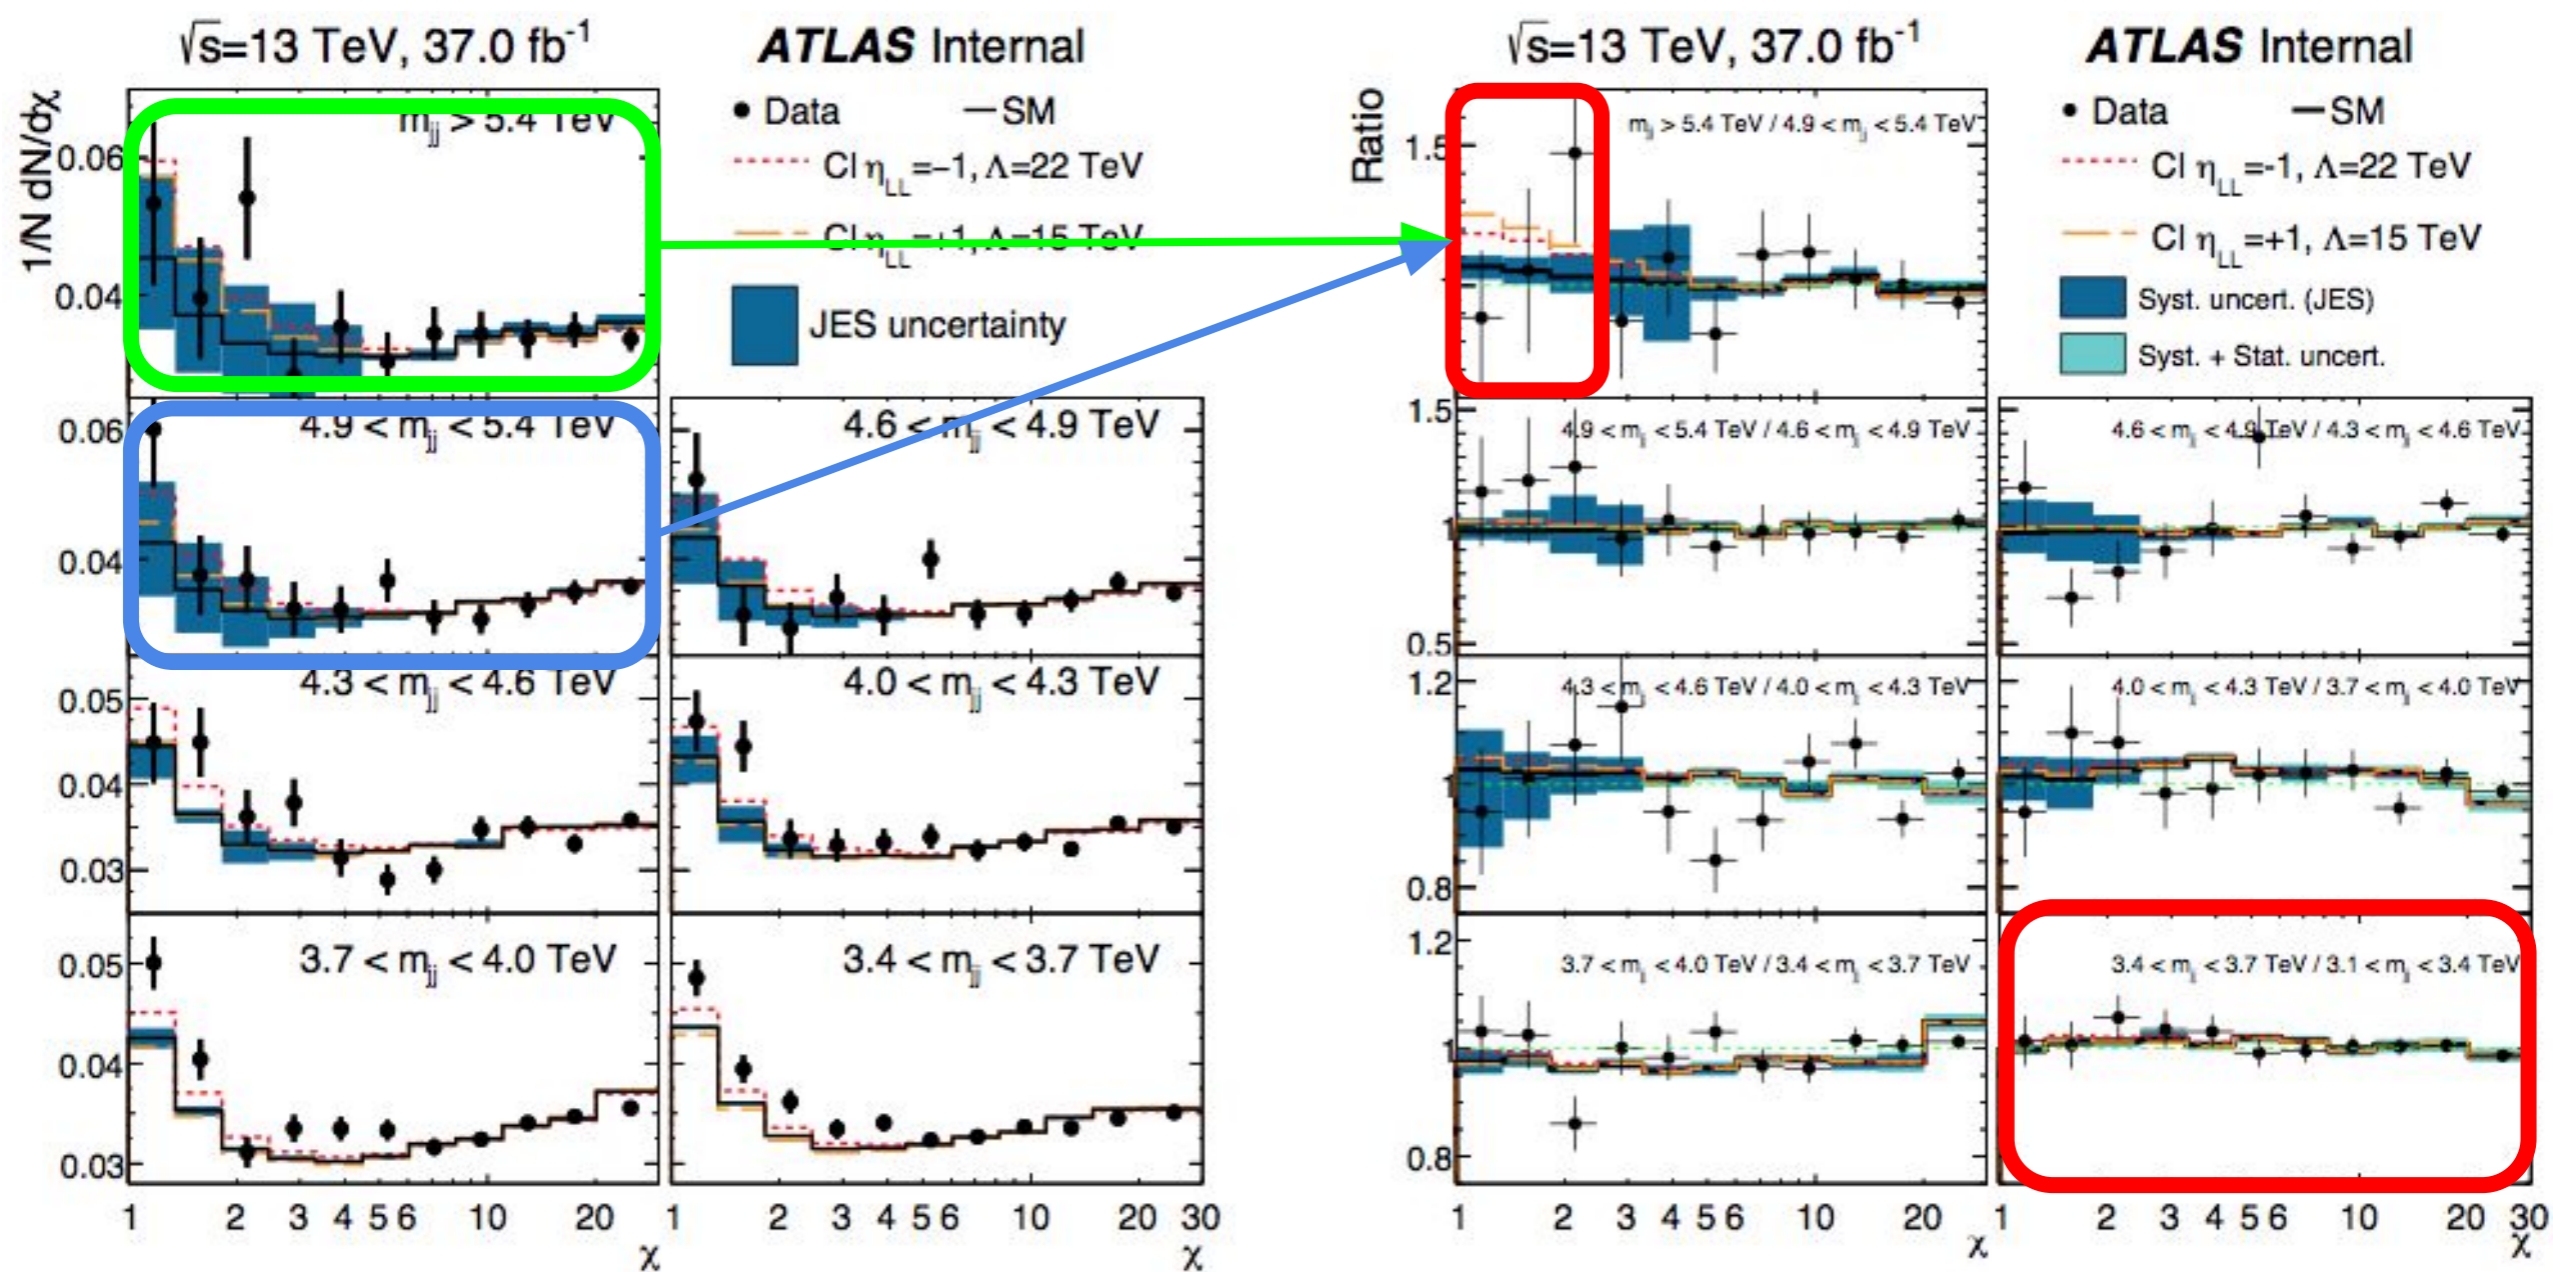 √s=13 TeV, 37.0 fb⁻¹
ATLAS Internal
1/N dN/dχ
m_jj > 5.4 TeV
0.06
0.04
Data
SM
CI η_LL=−1, Λ=22 TeV
CI η_LL=+1, Λ=15 TeV
JES uncertainty
4.9 < m_jj < 5.4 TeV
0.06
0.04
4.6 < m_jj < 4.9 TeV
4.3 < m_jj < 4.6 TeV
0.05
0.04
0.03
4.0 < m_jj < 4.3 TeV
3.7 < m_jj < 4.0 TeV
0.05
0.04
0.03
3.4 < m_jj < 3.7 TeV
1 2 3 4 5 6 10 20
χ
1 2 3 4 5 6 10 20 30
χ
√s=13 TeV, 37.0 fb⁻¹
ATLAS Internal
Ratio
1.5
m_jj > 5.4 TeV / 4.9 < m_jj < 5.4 TeV
Data
SM
CI η_LL=-1, Λ=22 TeV
CI η_LL=+1, Λ=15 TeV
Syst. uncert. (JES)
Syst. + Stat. uncert.
1.5
1
0.5
4.9 < m_jj < 5.4 TeV / 4.6 < m_jj < 4.9 TeV
4.6 < m_jj < 4.9 TeV / 4.3 < m_jj < 4.6 TeV
1.2
1
0.8
4.3 < m_jj < 4.6 TeV / 4.0 < m_jj < 4.3 TeV
4.0 < m_jj < 4.3 TeV / 3.7 < m_jj < 4.0 TeV
1.2
1
0.8
3.7 < m_jj < 4.0 TeV / 3.4 < m_jj < 3.7 TeV
3.4 < m_jj < 3.7 TeV / 3.1 < m_jj < 3.4 TeV
1 2 3 4 5 6 10 20
χ
1 2 3 4 5 6 10 20 30
χ